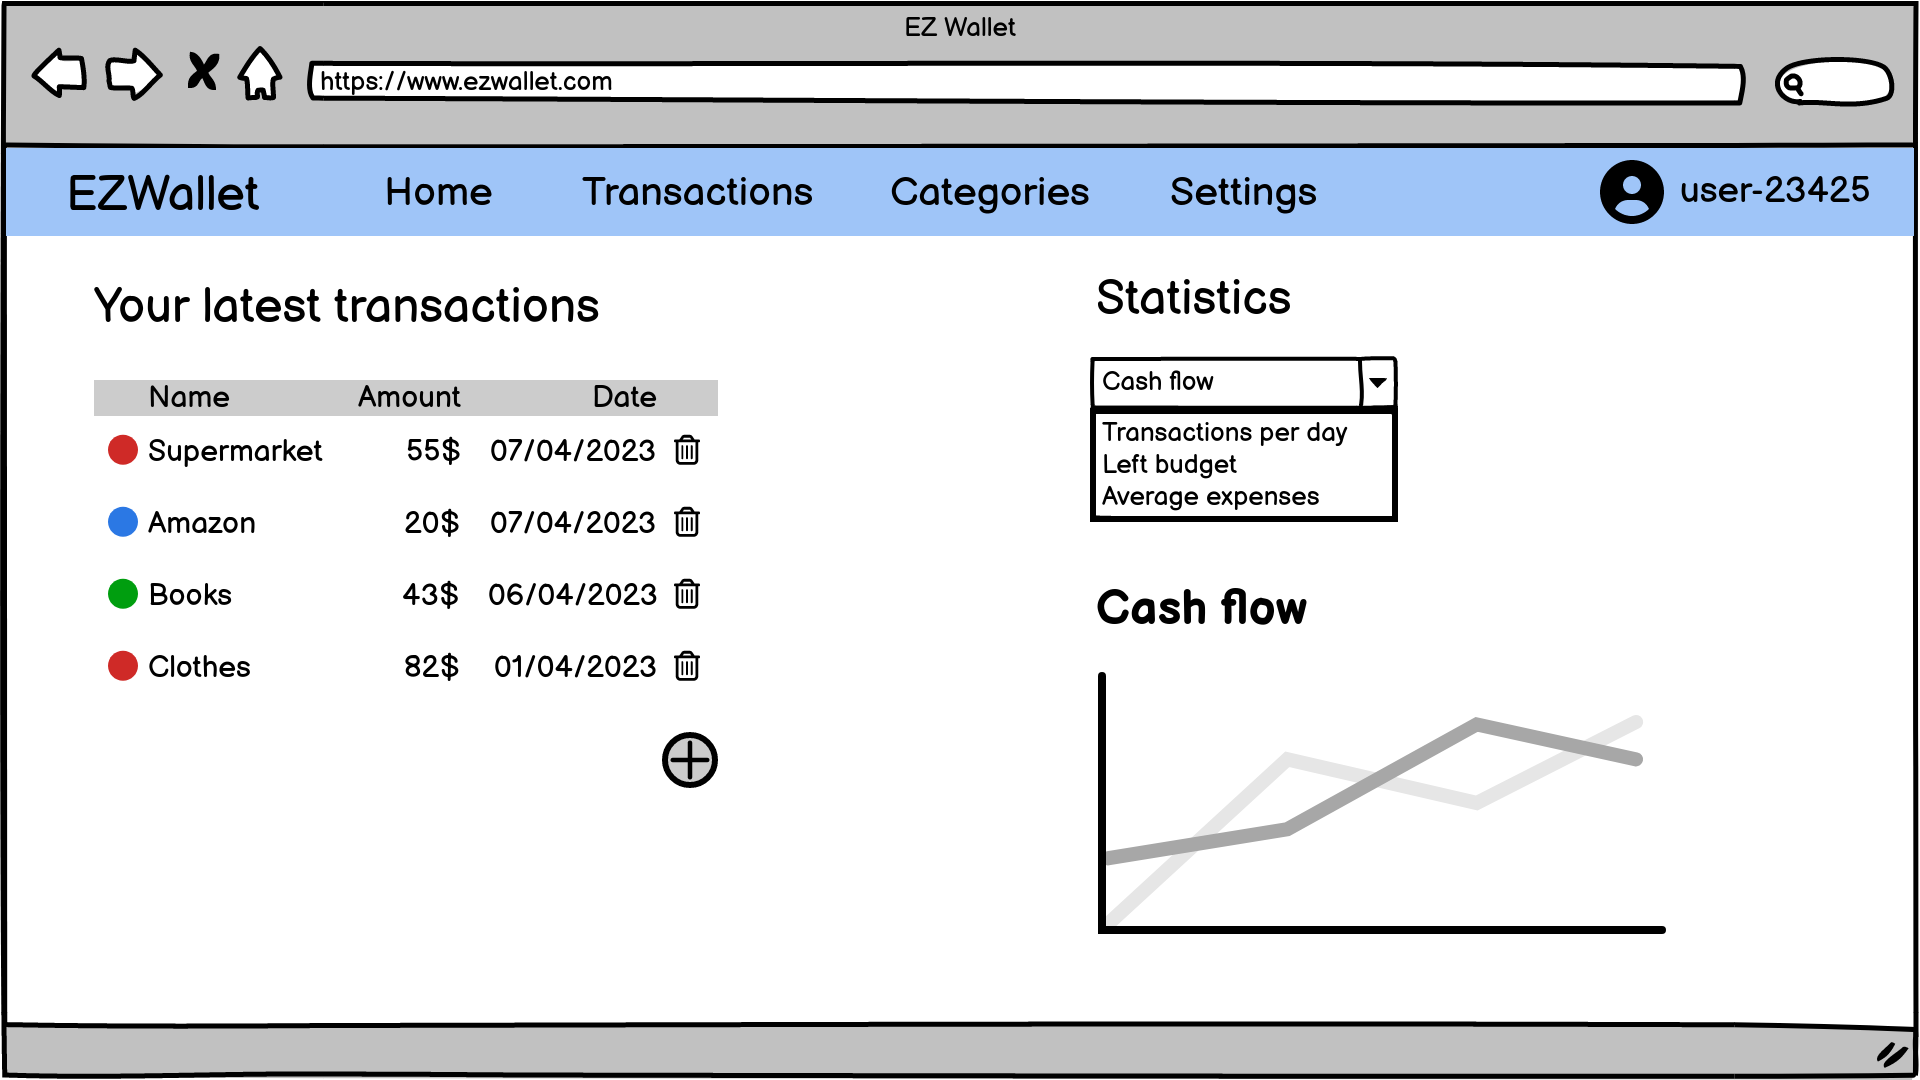 EZ Wallet
https://www.ezwallet.com
EZWallet Home Transactions Categories Settings user-23425
Your latest transactions
Name Amount Date
Supermarket 55$ 07/04/2023
Amazon 20$ 07/04/2023
Books 43$ 06/04/2023
Clothes 82$ 01/04/2023
Statistics
Cash flow
Transactions per day
Left budget
Average expenses
Cash flow